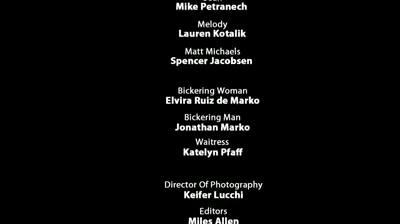 Mike Petranech
Melody
Lauren Kotalik
Matt Michaels
Spencer Jacobsen
Bickering Woman
Elvira Ruiz de Marko
Bickering Man
Jonathan Marko
Waitress
Katelyn Pfaff
Director Of Photography
Keifer Lucchi
Editors
Miles Allen